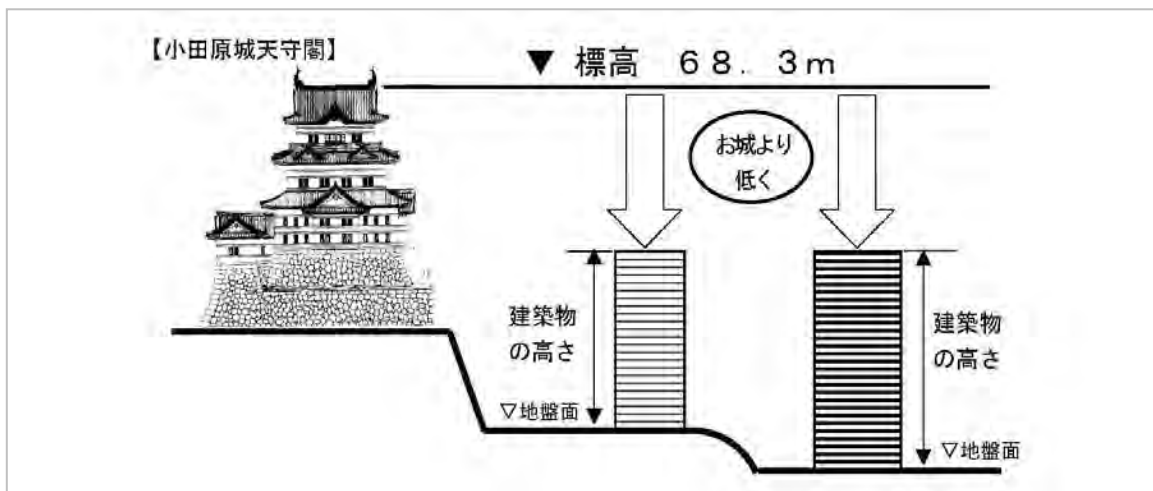 【小田原城天守閣】
▼ 標高 ６８．３ｍ
お城より
低く
建築物
の高さ
▽地盤面
建築物
の高さ
▽地盤面